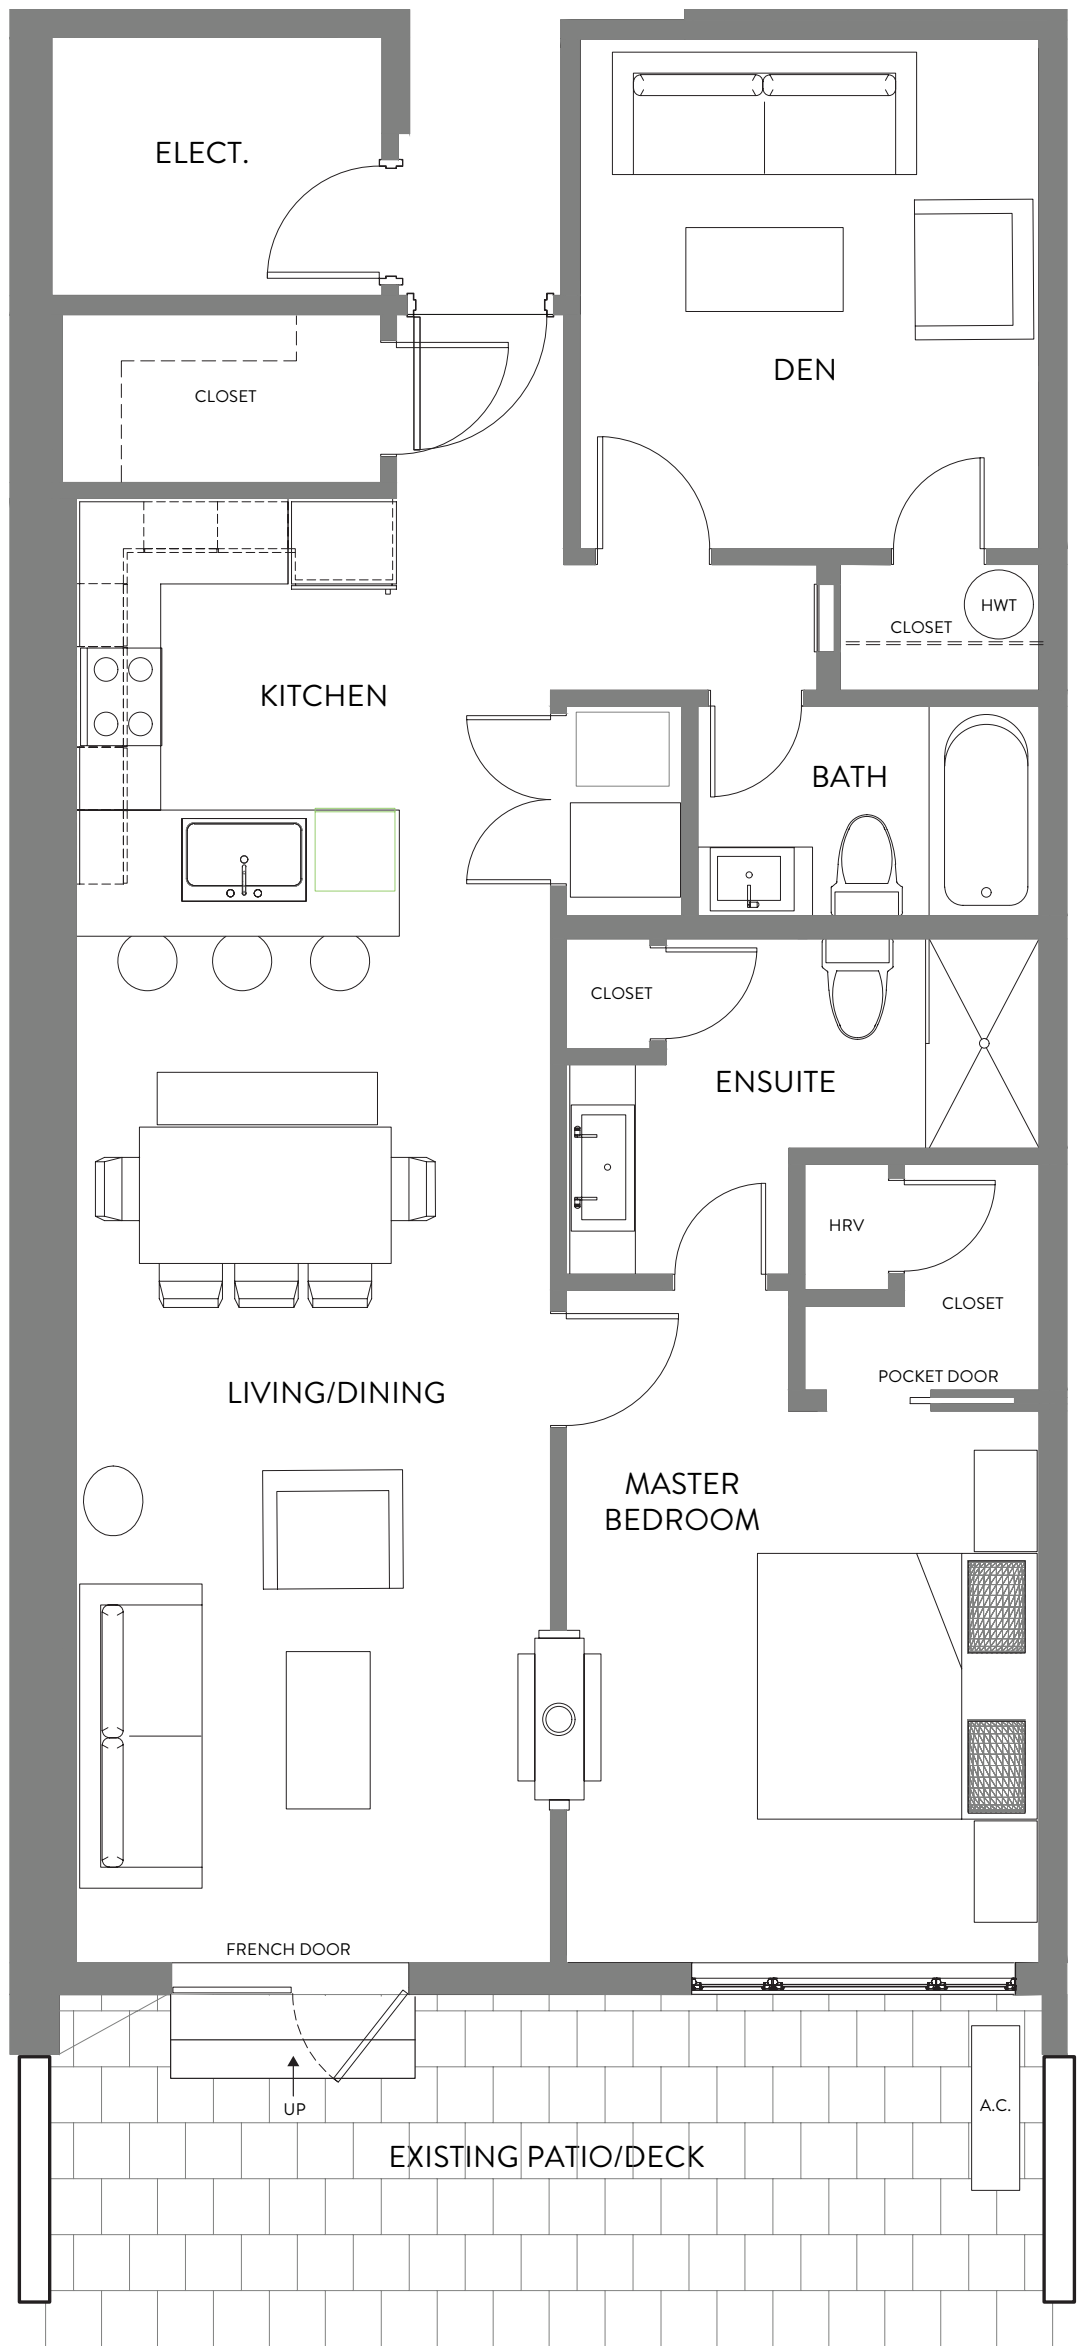 ELECT.
DEN
CLOSET
HWT
CLOSET
KITCHEN
BATH
CLOSET
ENSUITE
HRV
CLOSET
POCKET DOOR
LIVING/DINING
MASTER
BEDROOM
FRENCH DOOR
UP
A.C.
EXISTING PATIO/DECK